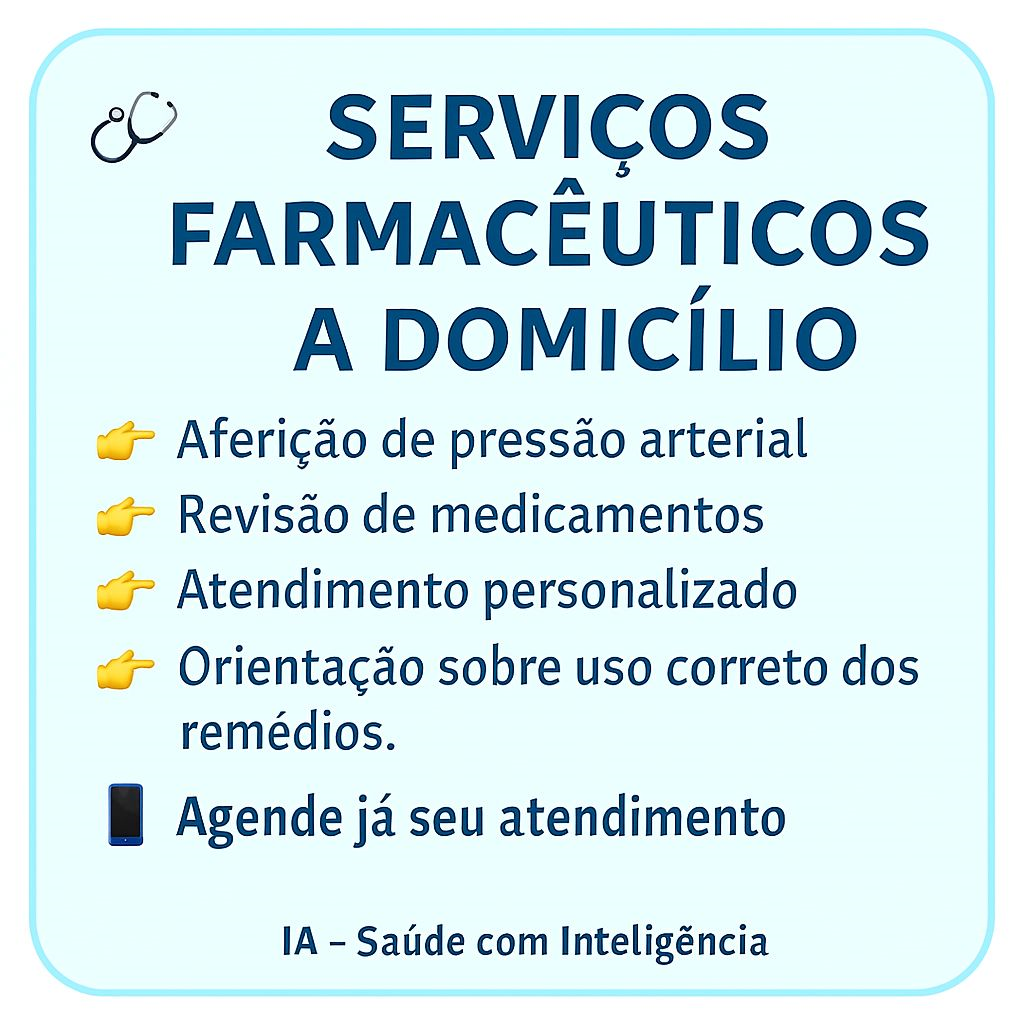 SERVIÇOS
FARMACÊUTICOS
A DOMICÍLIO
👉 Aferição de pressão arterial
👉 Revisão de medicamentos
👉 Atendimento personalizado
👉 Orientação sobre uso correto dos
remédios.
📱 Agende já seu atendimento
IA – Saúde com Inteligẽncia